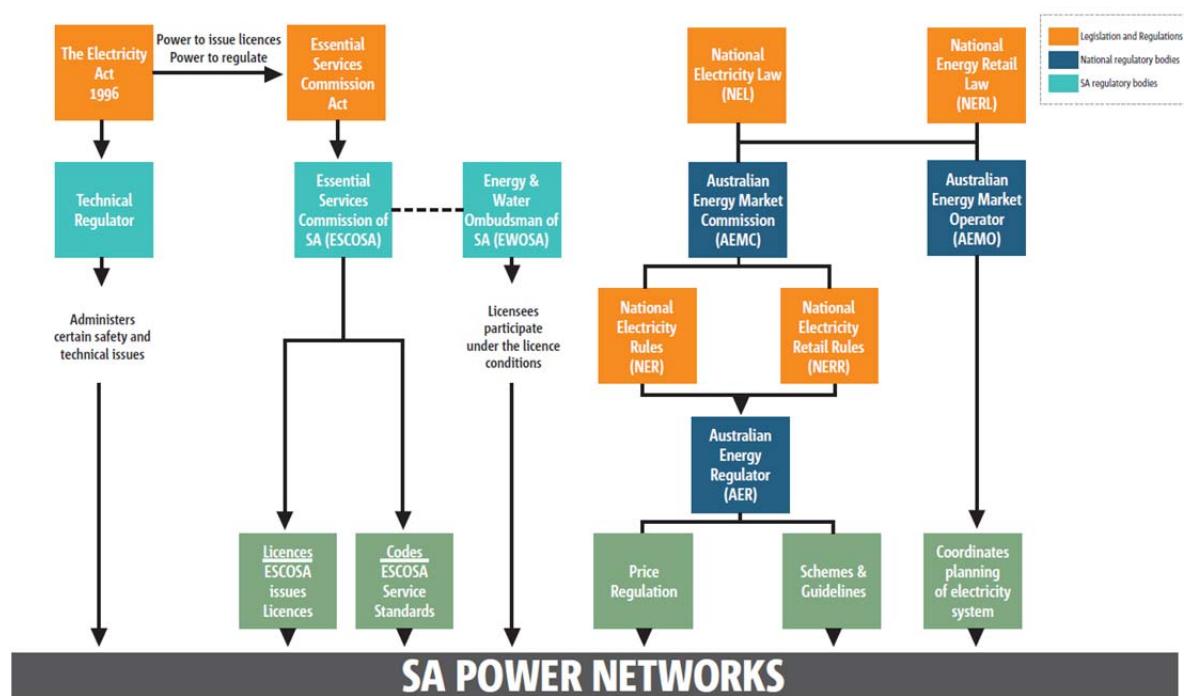 The Electricity
Act
1996
Power to issue licences
Power to regulate
Essential
Services
Commission
Act
National
Electricity Law
(NEL)
National
Energy Retail
Law
(NERL)
Legislation and Regulations
National regulatory bodies
SA regulatory bodies
Technical
Regulator
Essential
Services
Commission of
SA (ESCOSA)
Energy &
Water
Ombudsman of
SA (EWOSA)
Australian
Energy Market
Commission
(AEMC)
Australian
Energy Market
Operator
(AEMO)
Administers
certain safety and
technical issues
Licensees
participate
under the licence
conditions
National
Electricity
Rules
(NER)
National
Electricity
Retail Rules
(NERR)
Australian
Energy
Regulator
(AER)
Licences
ESCOSA
issues
Licences
Codes
ESCOSA
Service
Standards
Price
Regulation
Schemes &
Guidelines
Coordinates
planning
of electricity
system
SA POWER NETWORKS